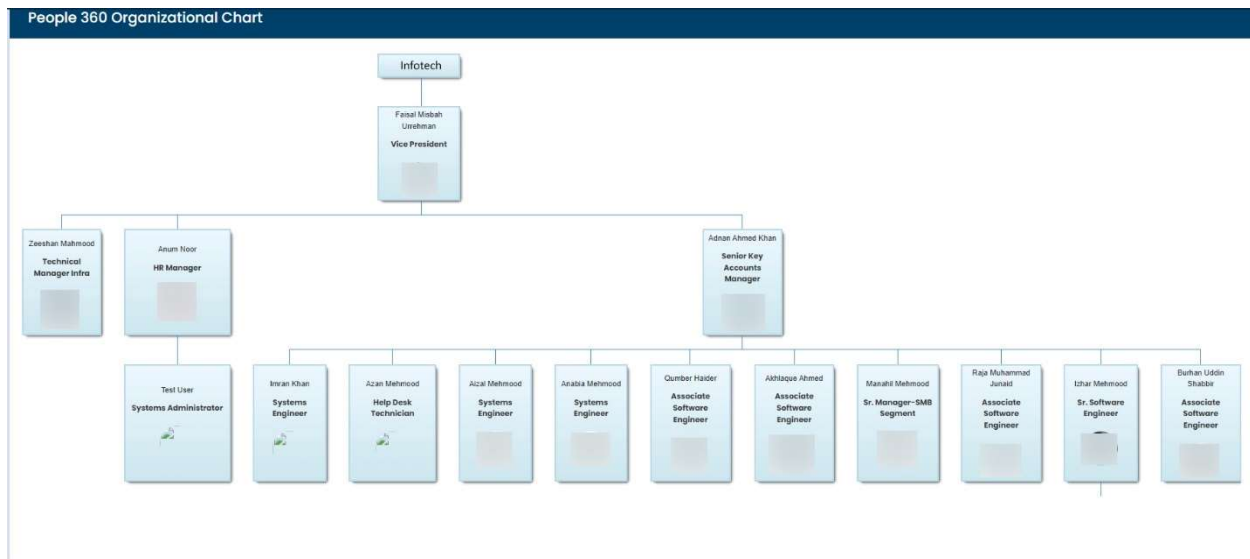 People 360 Organizational Chart
Infotech
Faisal Misbah
Urrehman
Vice President
Zeeshan Mahmood
Technical
Manager Infra
Anum Noor
HR Manager
Adnan Ahmed Khan
Senior Key
Accounts
Manager
Test User
Systems Administrator
Imran Khan
Systems
Engineer
Azan Mehmood
Help Desk
Technician
Aizal Mehmood
Systems
Engineer
Anabia Mehmood
Systems
Engineer
Qumber Haider
Associate
Software
Engineer
Akhlaque Ahmed
Associate
Software
Engineer
Manahil Mehmood
Sr. Manager-SMB
Segment
Raja Muhammad
Junaid
Associate
Software
Engineer
Izhar Mehmood
Sr. Software
Engineer
Burhan Uddin
Shabbir
Associate
Software
Engineer